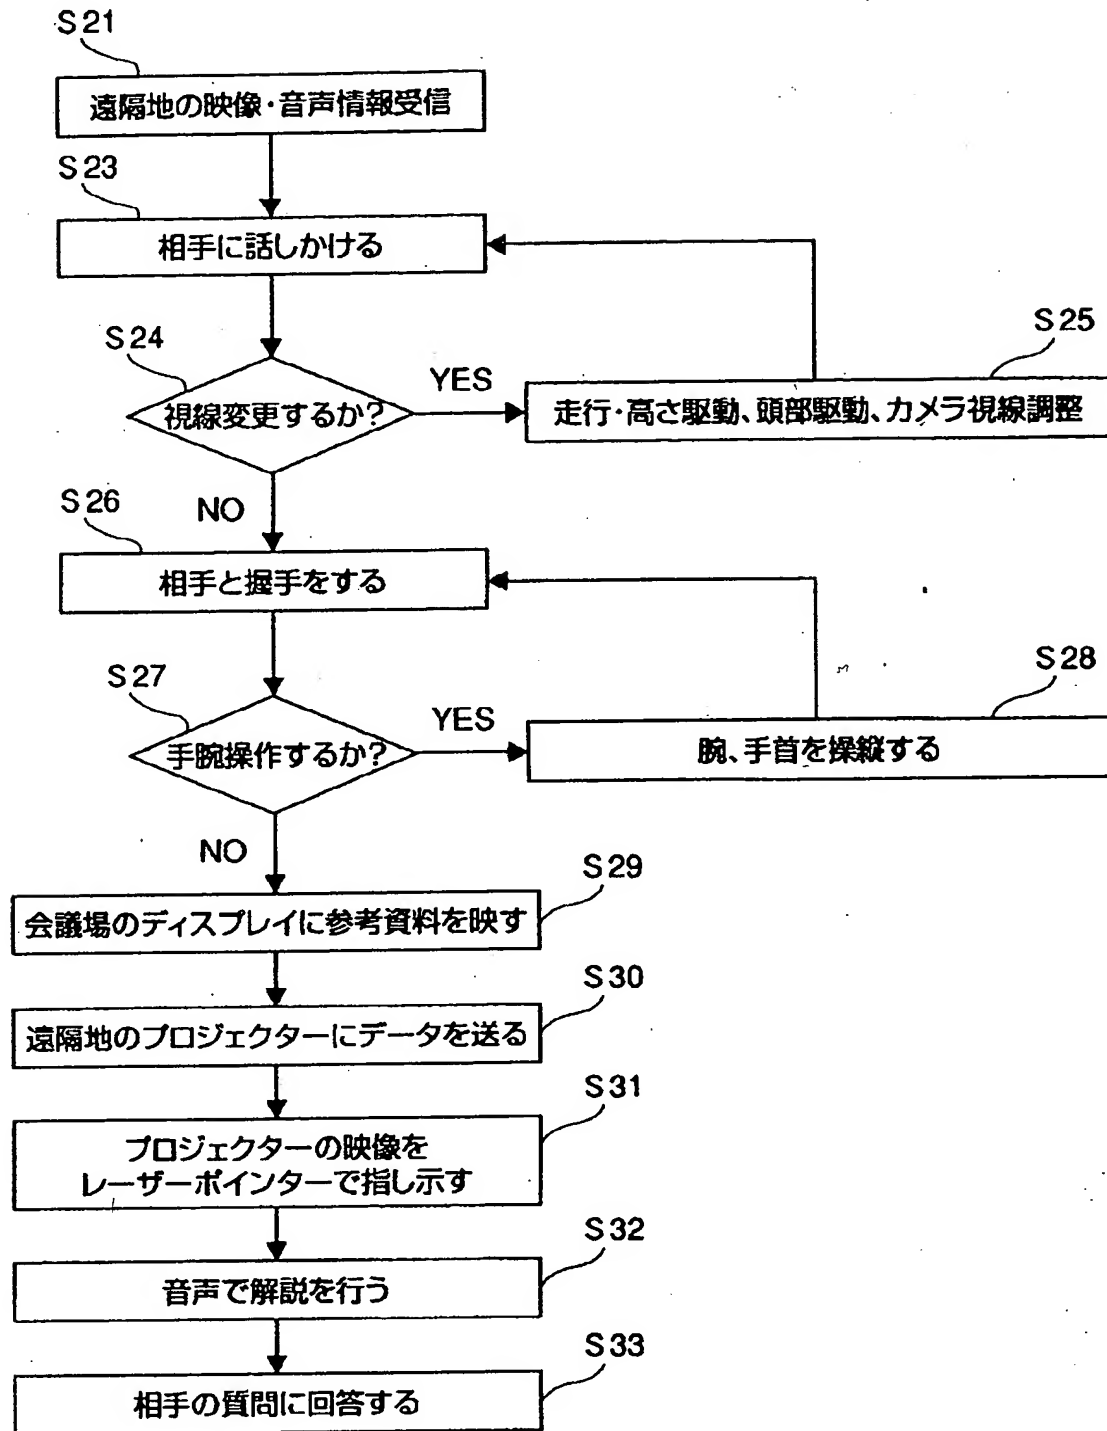 S21
遠隔地の映像・音声情報受信
S23
相手に話しかける
S24
視線変更するか?
YES
S25
走行・高さ駆動、頭部駆動、カメラ視線調整
NO
S26
相手と握手をする
S27
手腕操作するか?
YES
S28
腕、手首を操縦する
NO
S29
会議場のディスプレイに参考資料を映す
S30
遠隔地のプロジェクターにデータを送る
S31
プロジェクターの映像を
レーザーポインターで指し示す
S32
音声で解説を行う
S33
相手の質問に回答する